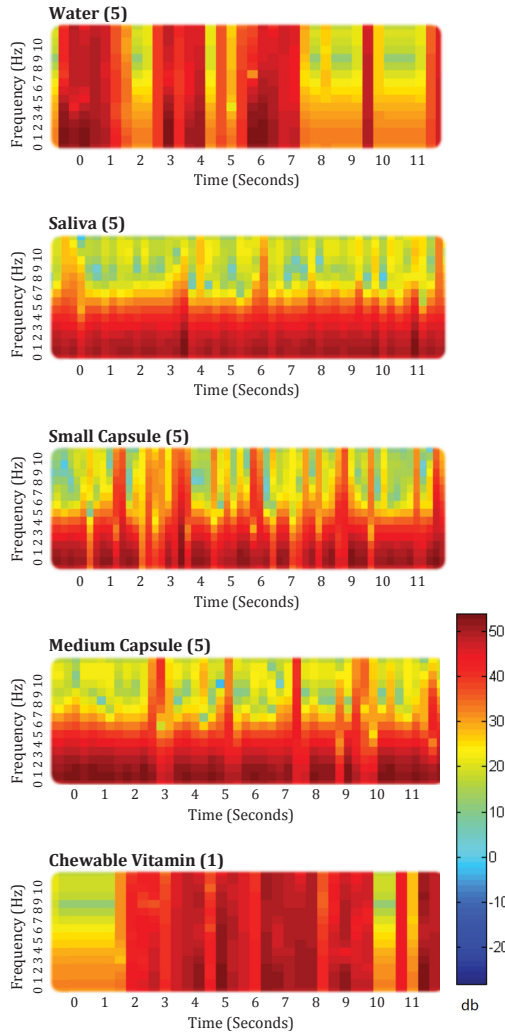 Water (5)
Frequency (Hz)
0 1 2 3 4 5 6 7 8 9 10
0 1 2 3 4 5 6 7 8 9 10 11
Time (Seconds)
Saliva (5)
Frequency (Hz)
0 1 2 3 4 5 6 7 8 9 10
0 1 2 3 4 5 6 7 8 9 10 11
Time (Seconds)
Small Capsule (5)
Frequency (Hz)
0 1 2 3 4 5 6 7 8 9 10
0 1 2 3 4 5 6 7 8 9 10 11
Time (Seconds)
Medium Capsule (5)
Frequency (Hz)
0 1 2 3 4 5 6 7 8 9 10
0 1 2 3 4 5 6 7 8 9 10 11
Time (Seconds)
Chewable Vitamin (1)
Frequency (Hz)
0 1 2 3 4 5 6 7 8 9 10
0 1 2 3 4 5 6 7 8 9 10 11
Time (Seconds)
50
40
30
20
10
0
-10
-20
db